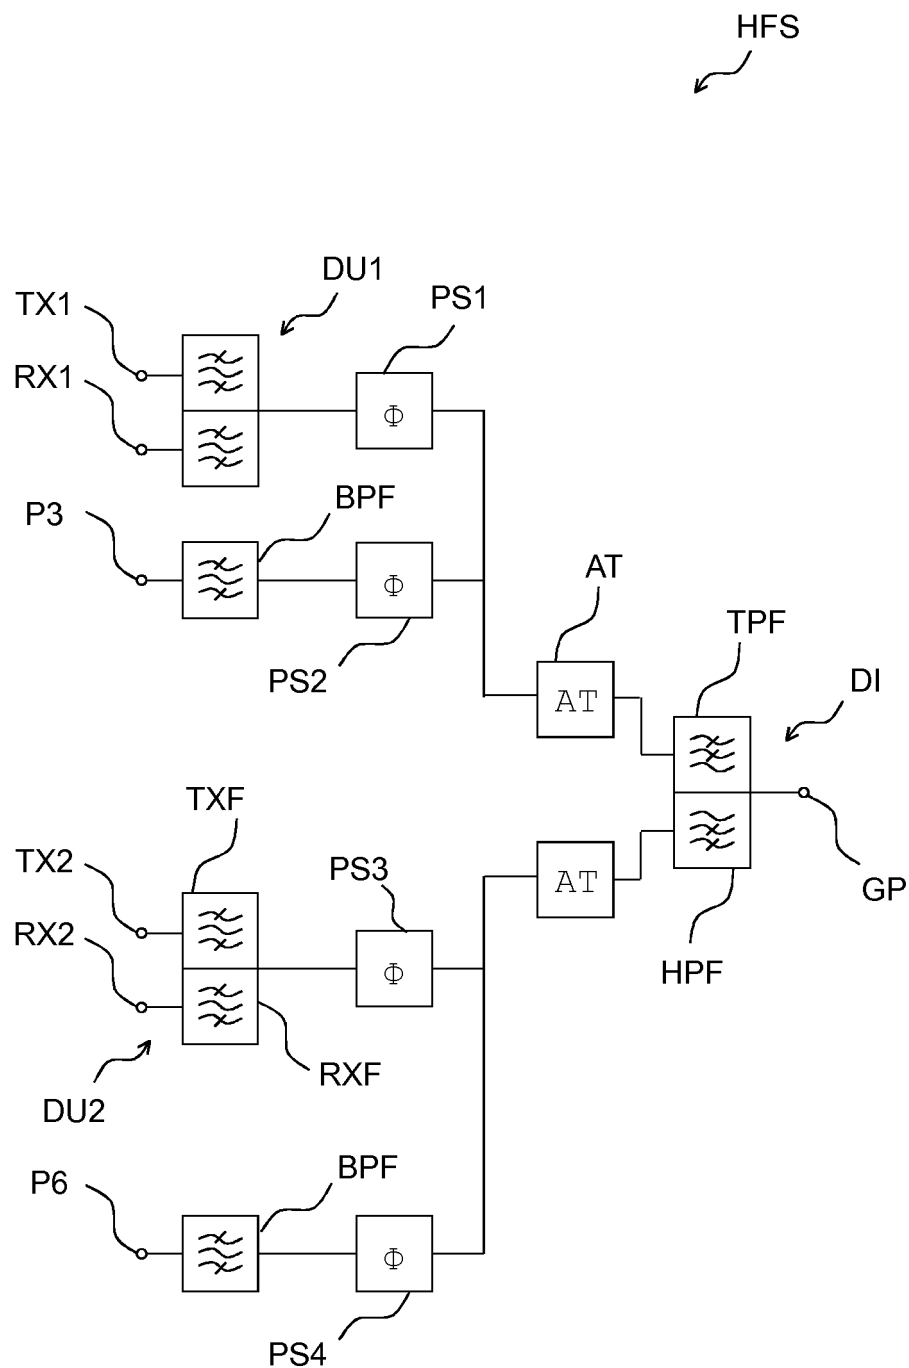 HFS
DU1
PS1
TX1
RX1
Φ
P3
BPF
Φ
PS2
AT
AT
TPF
DI
TXF
TX2
RX2
PS3
Φ
AT
GP
HPF
RXF
DU2
P6
BPF
Φ
PS4